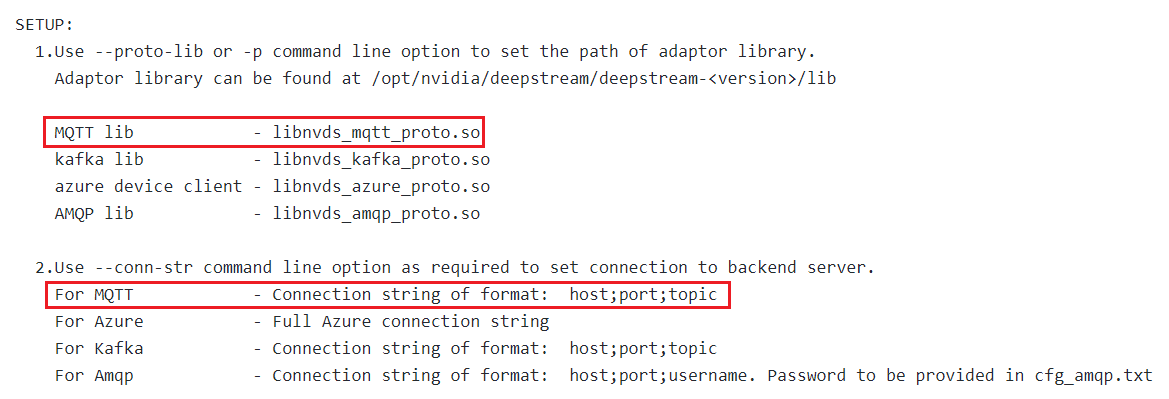 SETUP:
1.Use --proto-lib or -p command line option to set the path of adaptor library.
Adaptor library can be found at /opt/nvidia/deepstream/deepstream-<version>/lib
MQTT lib - libnvds_mqtt_proto.so
kafka lib - libnvds_kafka_proto.so
azure device client - libnvds_azure_proto.so
AMQP lib - libnvds_amqp_proto.so
2.Use --conn-str command line option as required to set connection to backend server.
For MQTT - Connection string of format: host;port;topic
For Azure - Full Azure connection string
For Kafka - Connection string of format: host;port;topic
For Amqp - Connection string of format: host;port;username. Password to be provided in cfg_amqp.txt